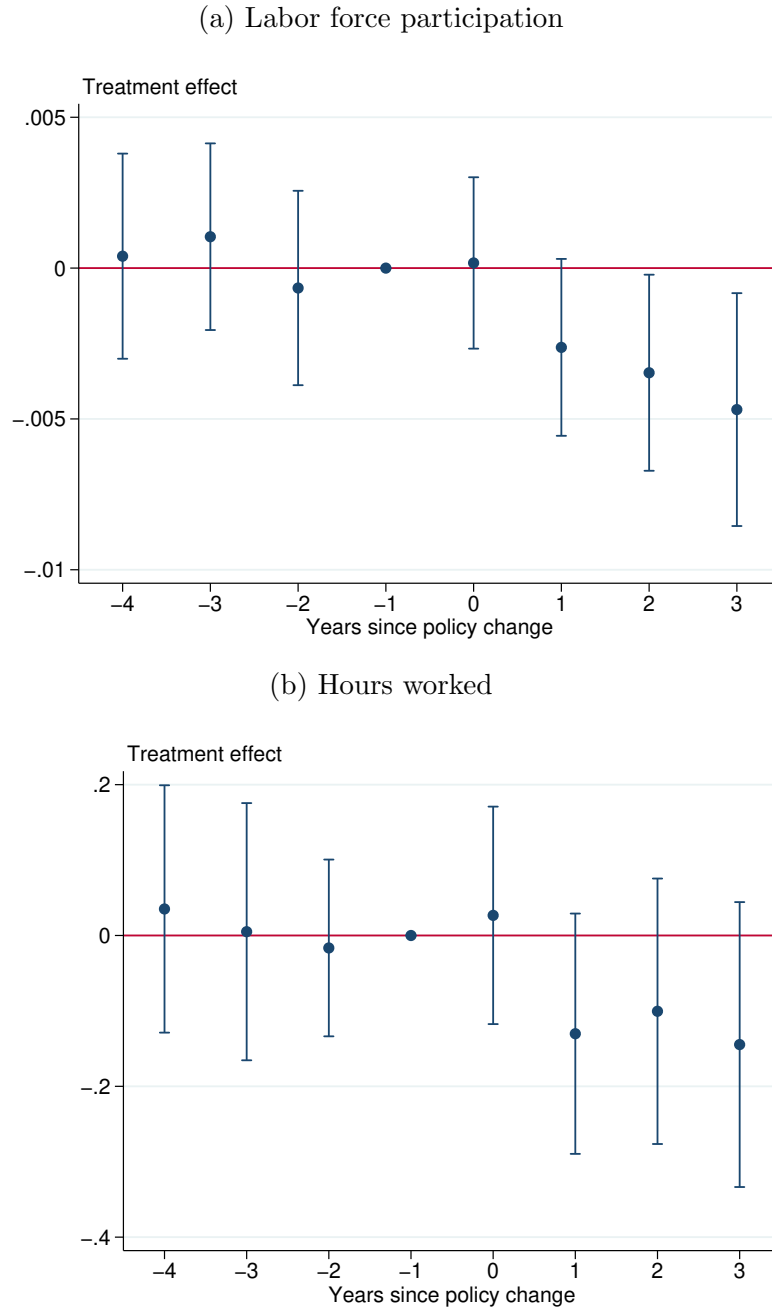 (a) Labor force participation
Treatment effect
.005
0
−.005
−.01
−4 −3 −2 −1 0 1 2 3
Years since policy change
(b) Hours worked
Treatment effect
.2
0
−.2
−.4
−4 −3 −2 −1 0 1 2 3
Years since policy change